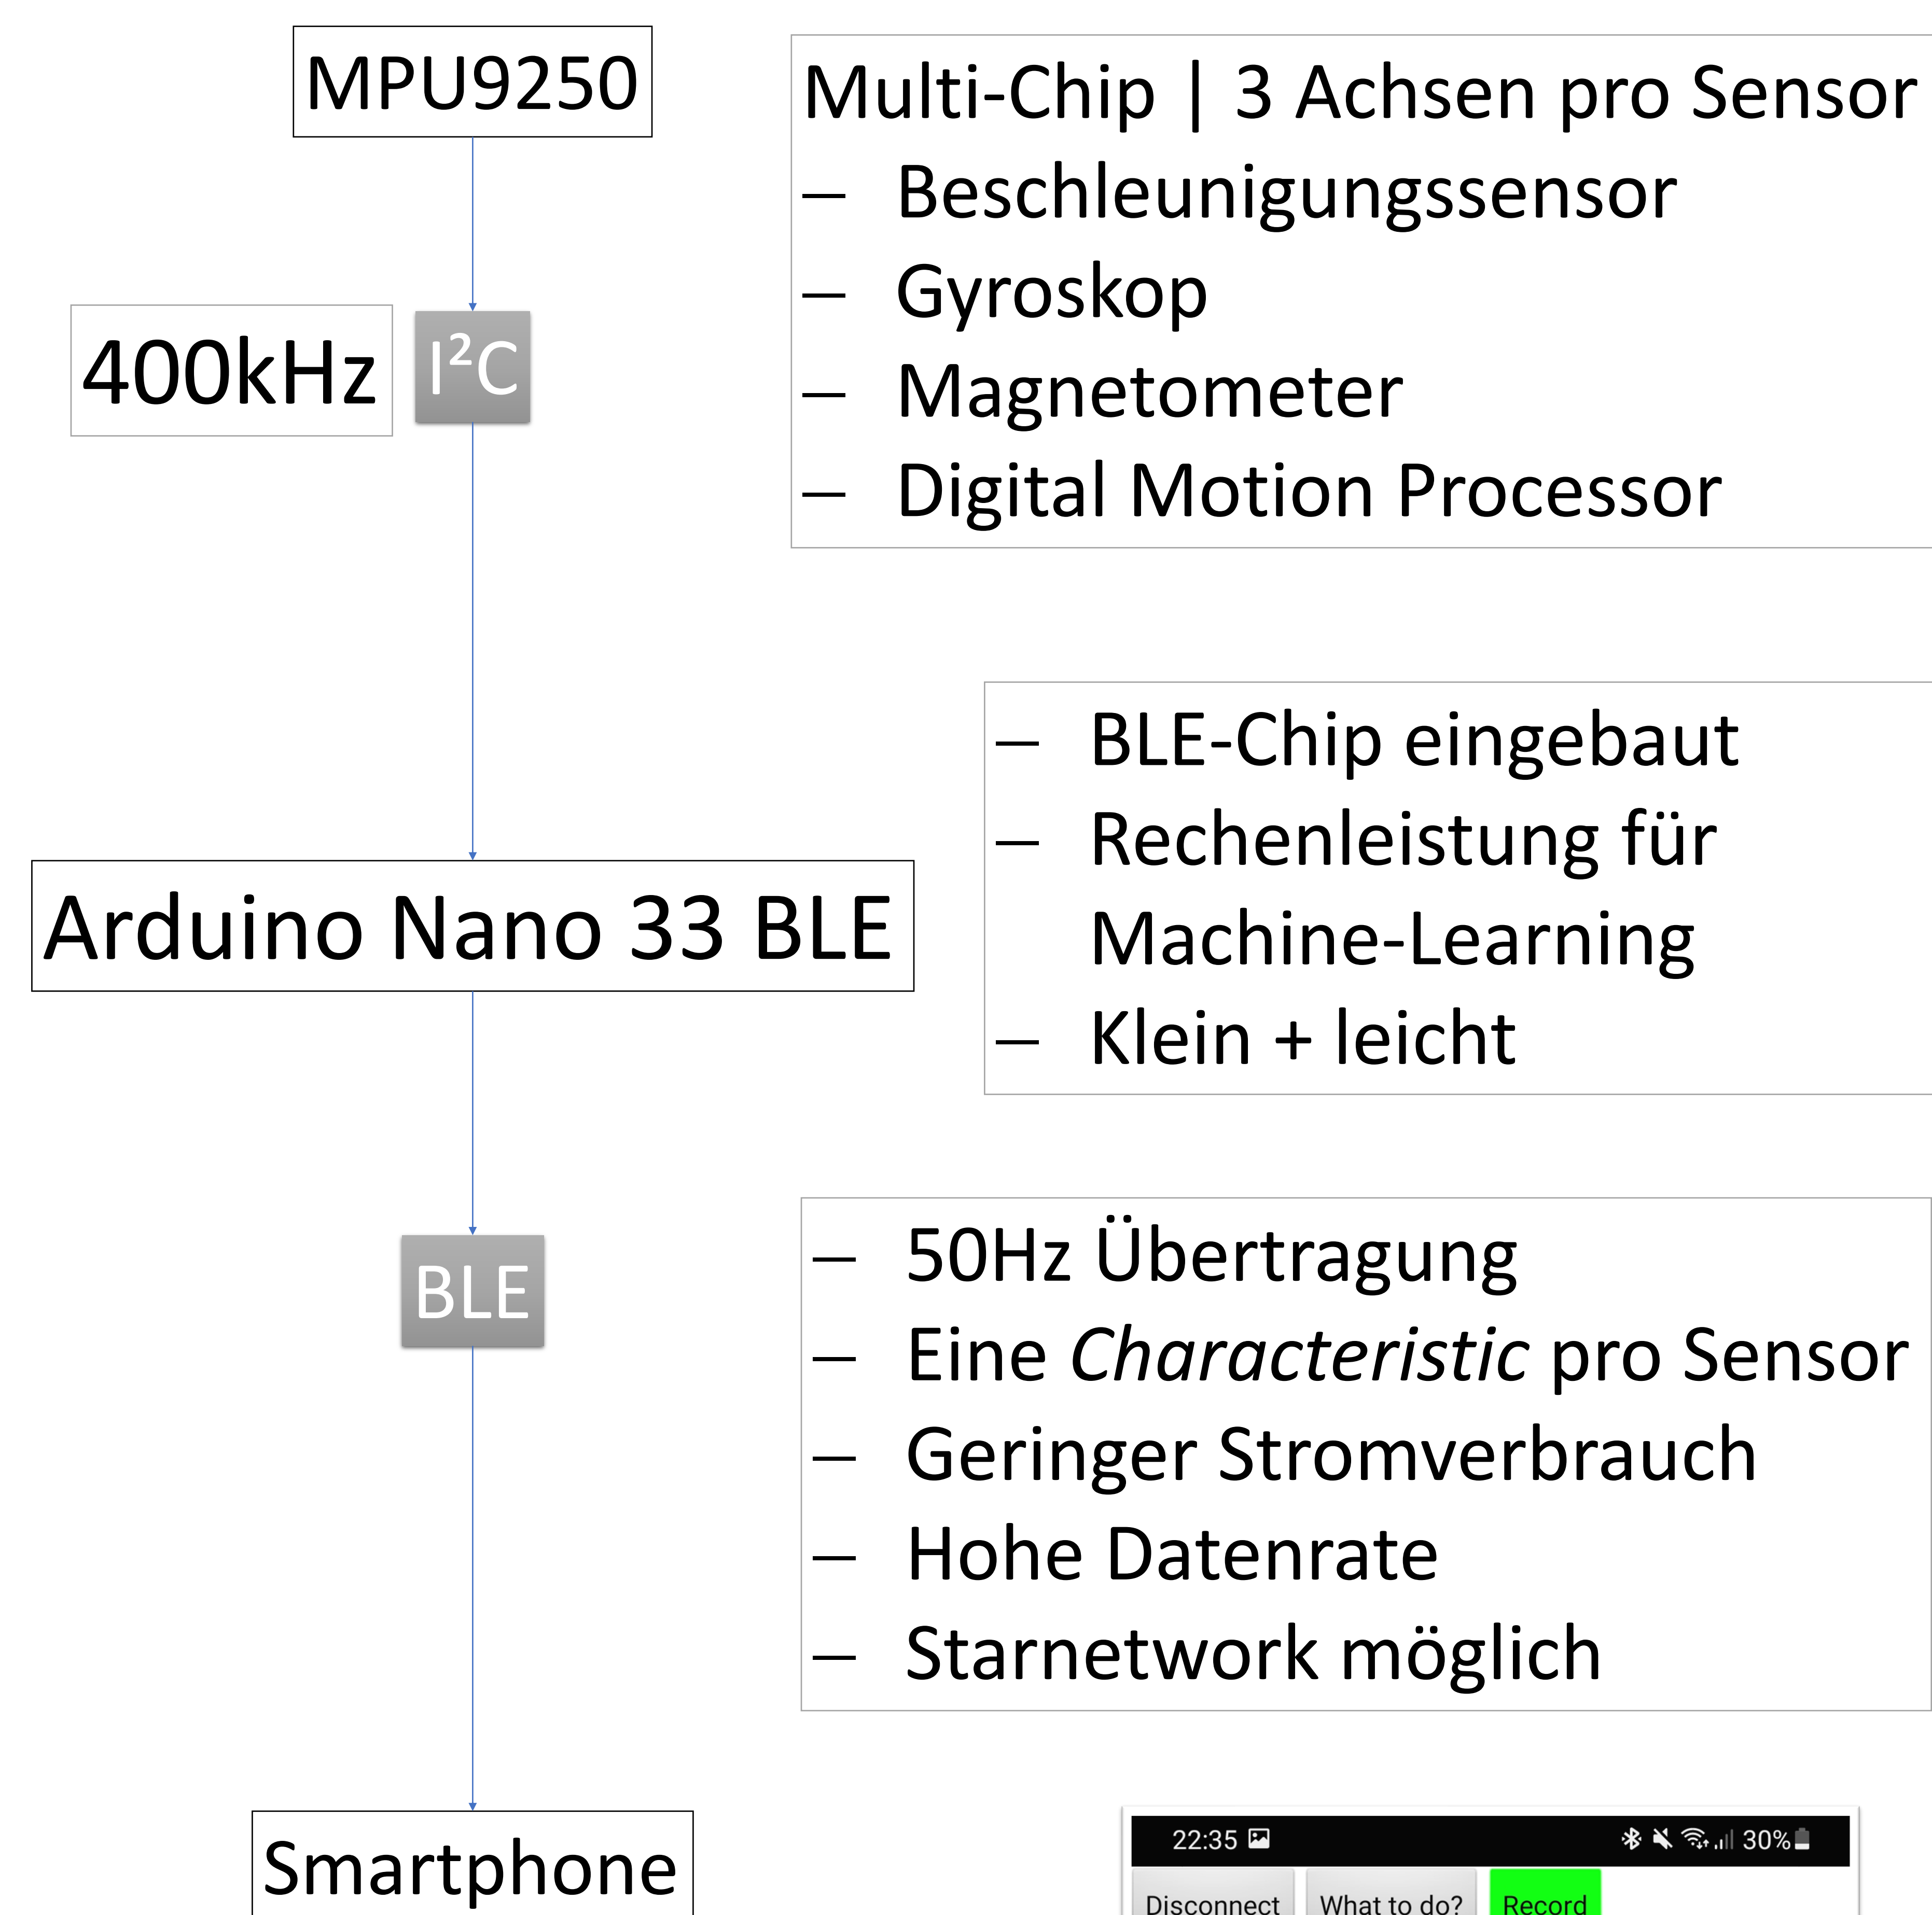 MPU9250
Multi-Chip | 3 Achsen pro Sensor
— Beschleunigungssensor
— Gyroskop
— Magnetometer
— Digital Motion Processor
400kHz
I²C
— BLE-Chip eingebaut
— Rechenleistung für
Machine-Learning
— Klein + leicht
Arduino Nano 33 BLE
BLE
— 50Hz Übertragung
— Eine Characteristic pro Sensor
— Geringer Stromverbrauch
— Hohe Datenrate
— Starnetwork möglich
Smartphone
22:35 30%
Disconnect What to do? Record